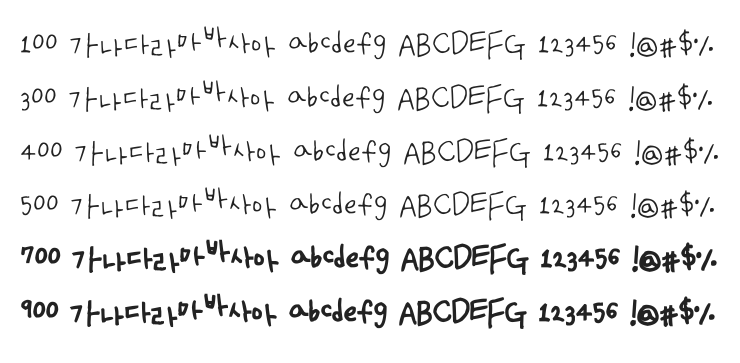 100 가나다라마바사아 abcdefg ABCDEFG 123456 !@#$%
300 가나다라마바사아 abcdefg ABCDEFG 123456 !@#$%
400 가나다라마바사아 abcdefg ABCDEFG 123456 !@#$%
500 가나다라마바사아 abcdefg ABCDEFG 123456 !@#$%
700 가나다라마바사아 abcdefg ABCDEFG 123456 !@#$%
900 가나다라마바사아 abcdefg ABCDEFG 123456 !@#$%